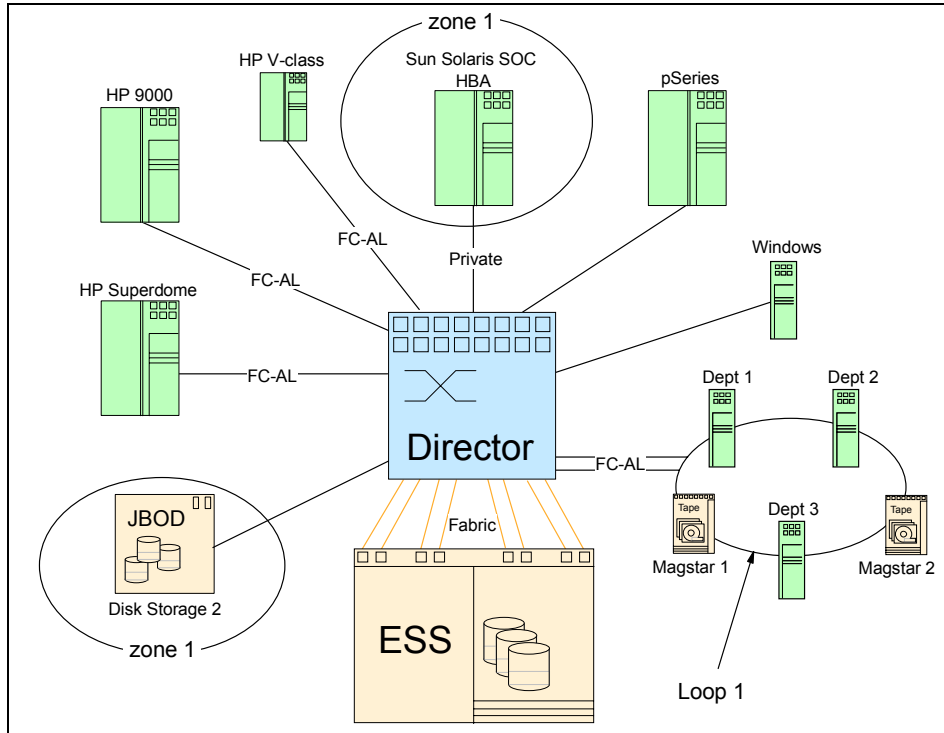 zone 1
HP V-class
Sun Solaris SOC
HBA
pSeries
HP 9000
FC-AL
Private
Windows
FC-AL
HP Superdome
FC-AL
Dept 1
Dept 2
Director
FC-AL
JBOD
Disk Storage 2
zone 1
Fabric
Tape
Dept 3
Tape
Magstar 1
Magstar 2
ESS
Loop 1